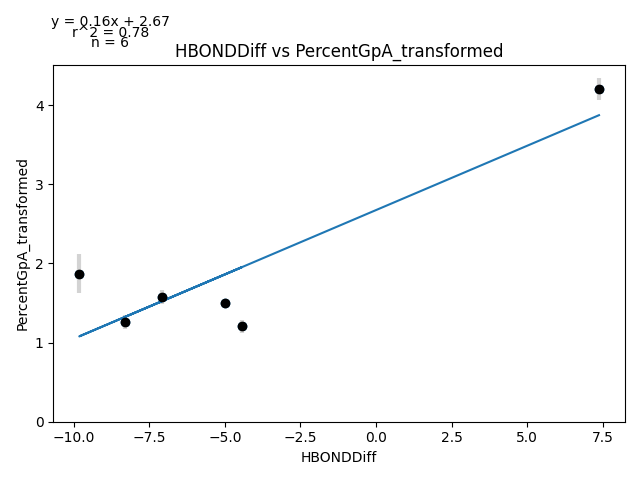 y = 0.16x + 2.67
r^2 = 0.78
n = 6
HBONDDiff vs PercentGpA_transformed
PercentGpA_transformed
4
3
2
1
0
−10.0 −7.5 −5.0 −2.5 0.0 2.5 5.0 7.5
HBONDDiff